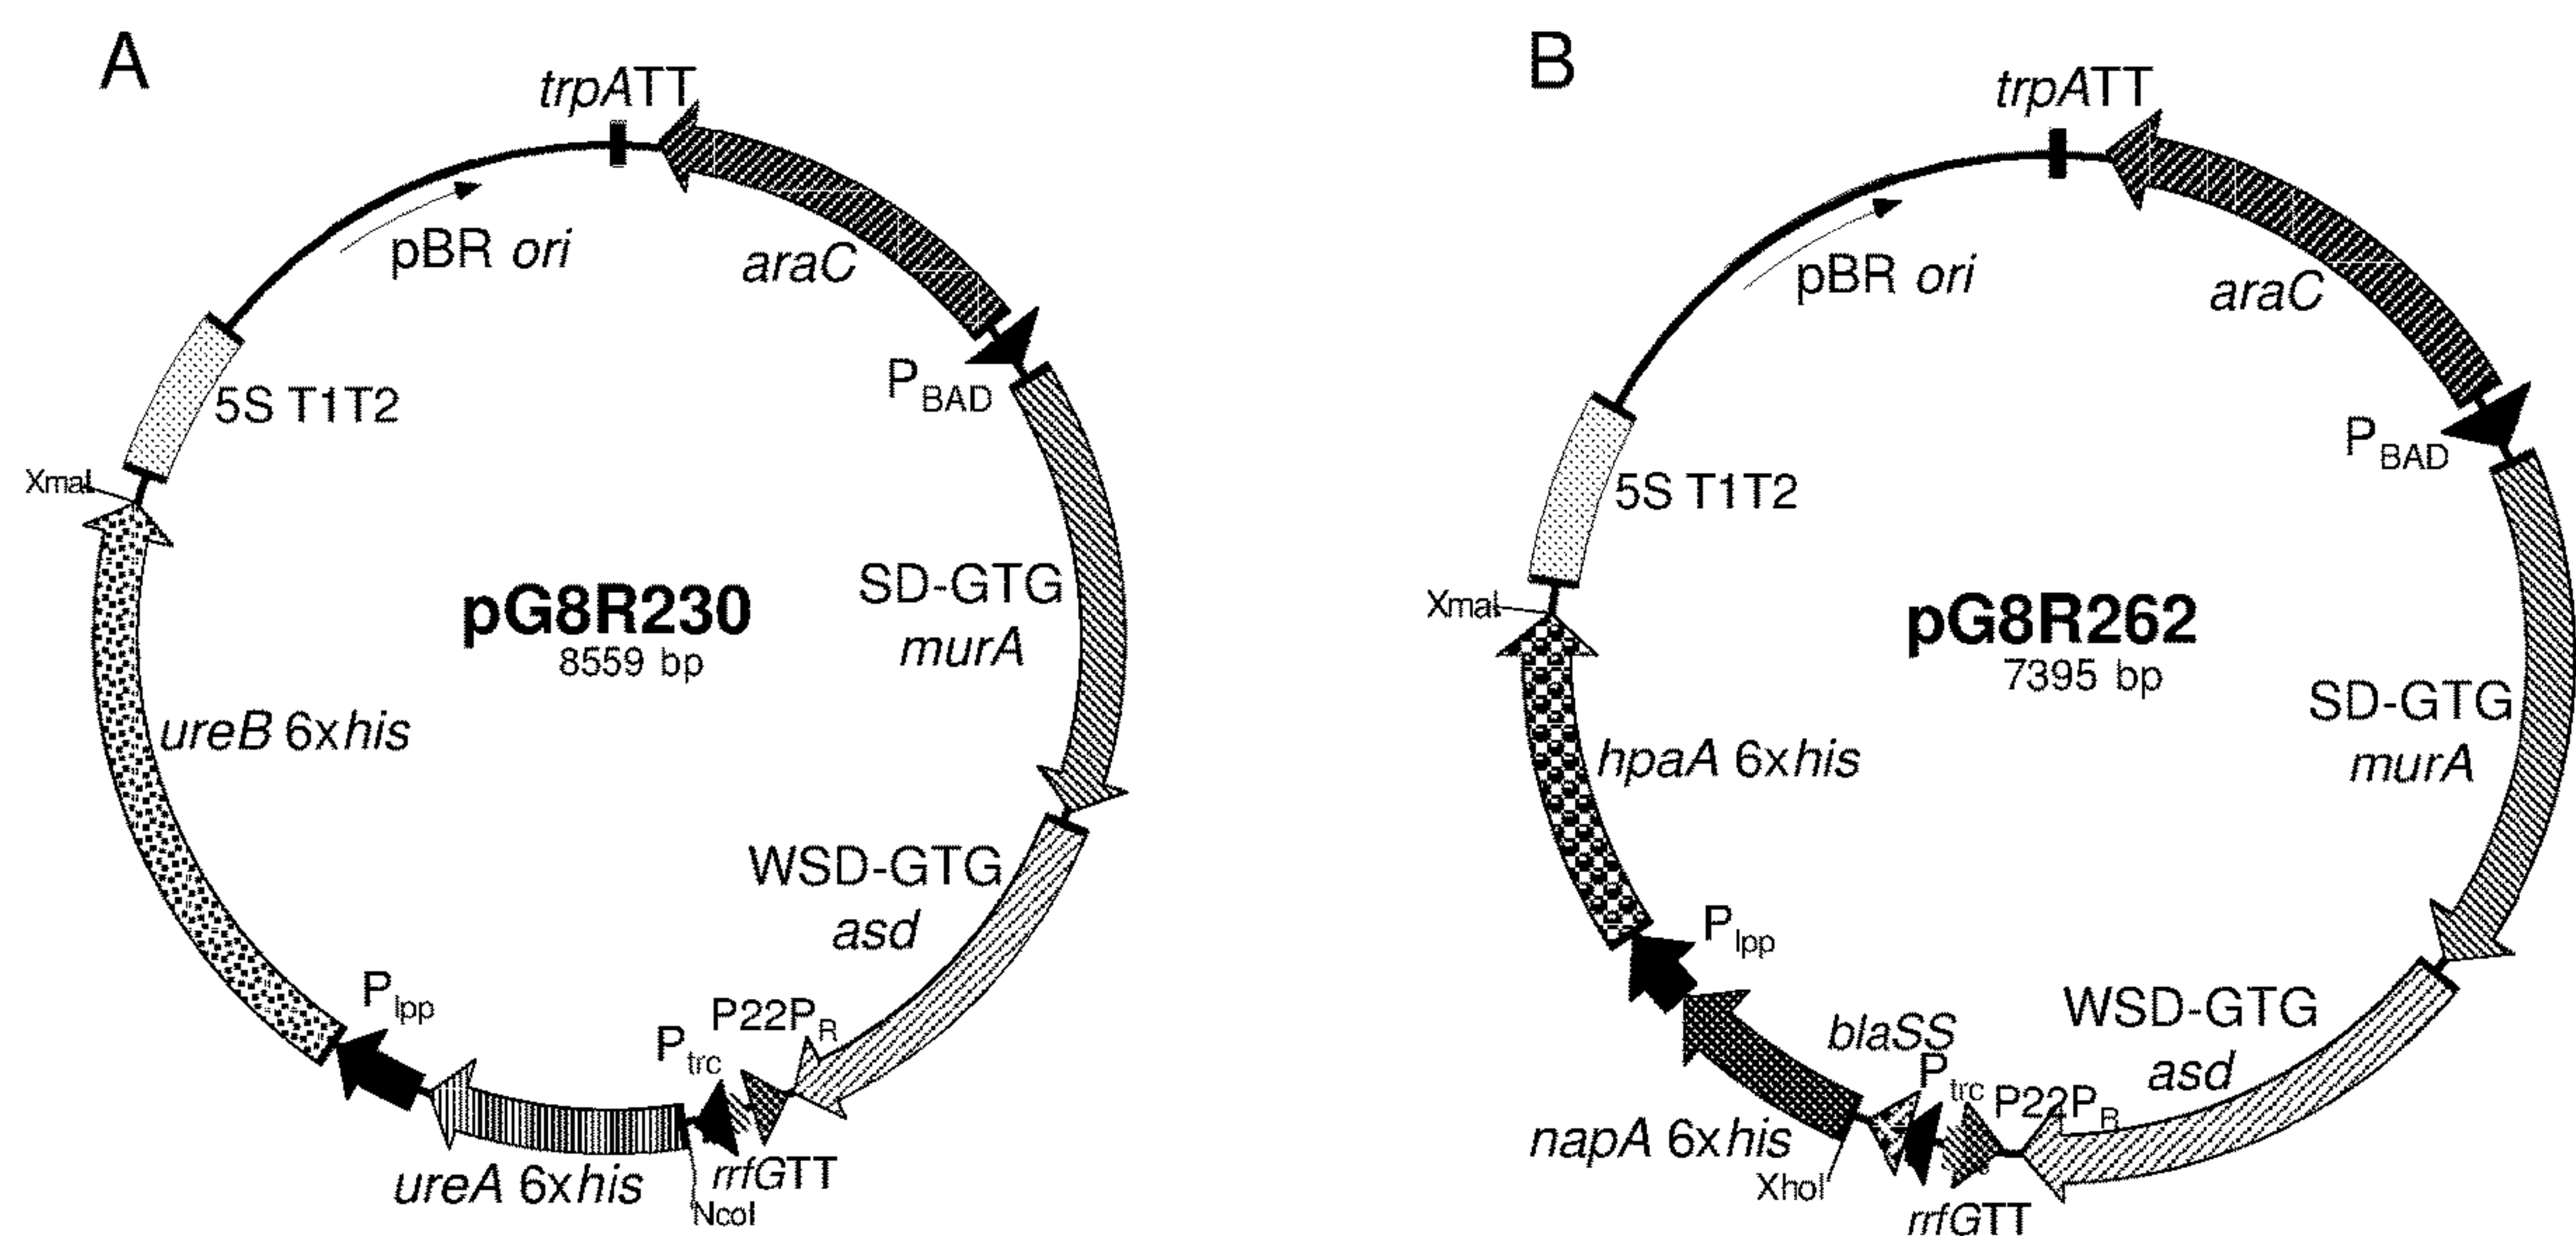 A
trpATT
pBR ori
araC
PBAD
5S T1T2
XmaI
SD-GTG
murA
pG8R230
8559 bp
ureB 6xhis
WSD-GTG
asd
Plpp
P22PR
Ptrc
ureA 6xhis
rrfGTT
NcoI
B
trpATT
pBR ori
araC
PBAD
5S T1T2
XmaI
pG8R262
7395 bp
SD-GTG
murA
hpaA 6xhis
Plpp
WSD-GTG
asd
blaSS
Ptrc
P22PR
napA 6xhis
XhoI
rrfGTT